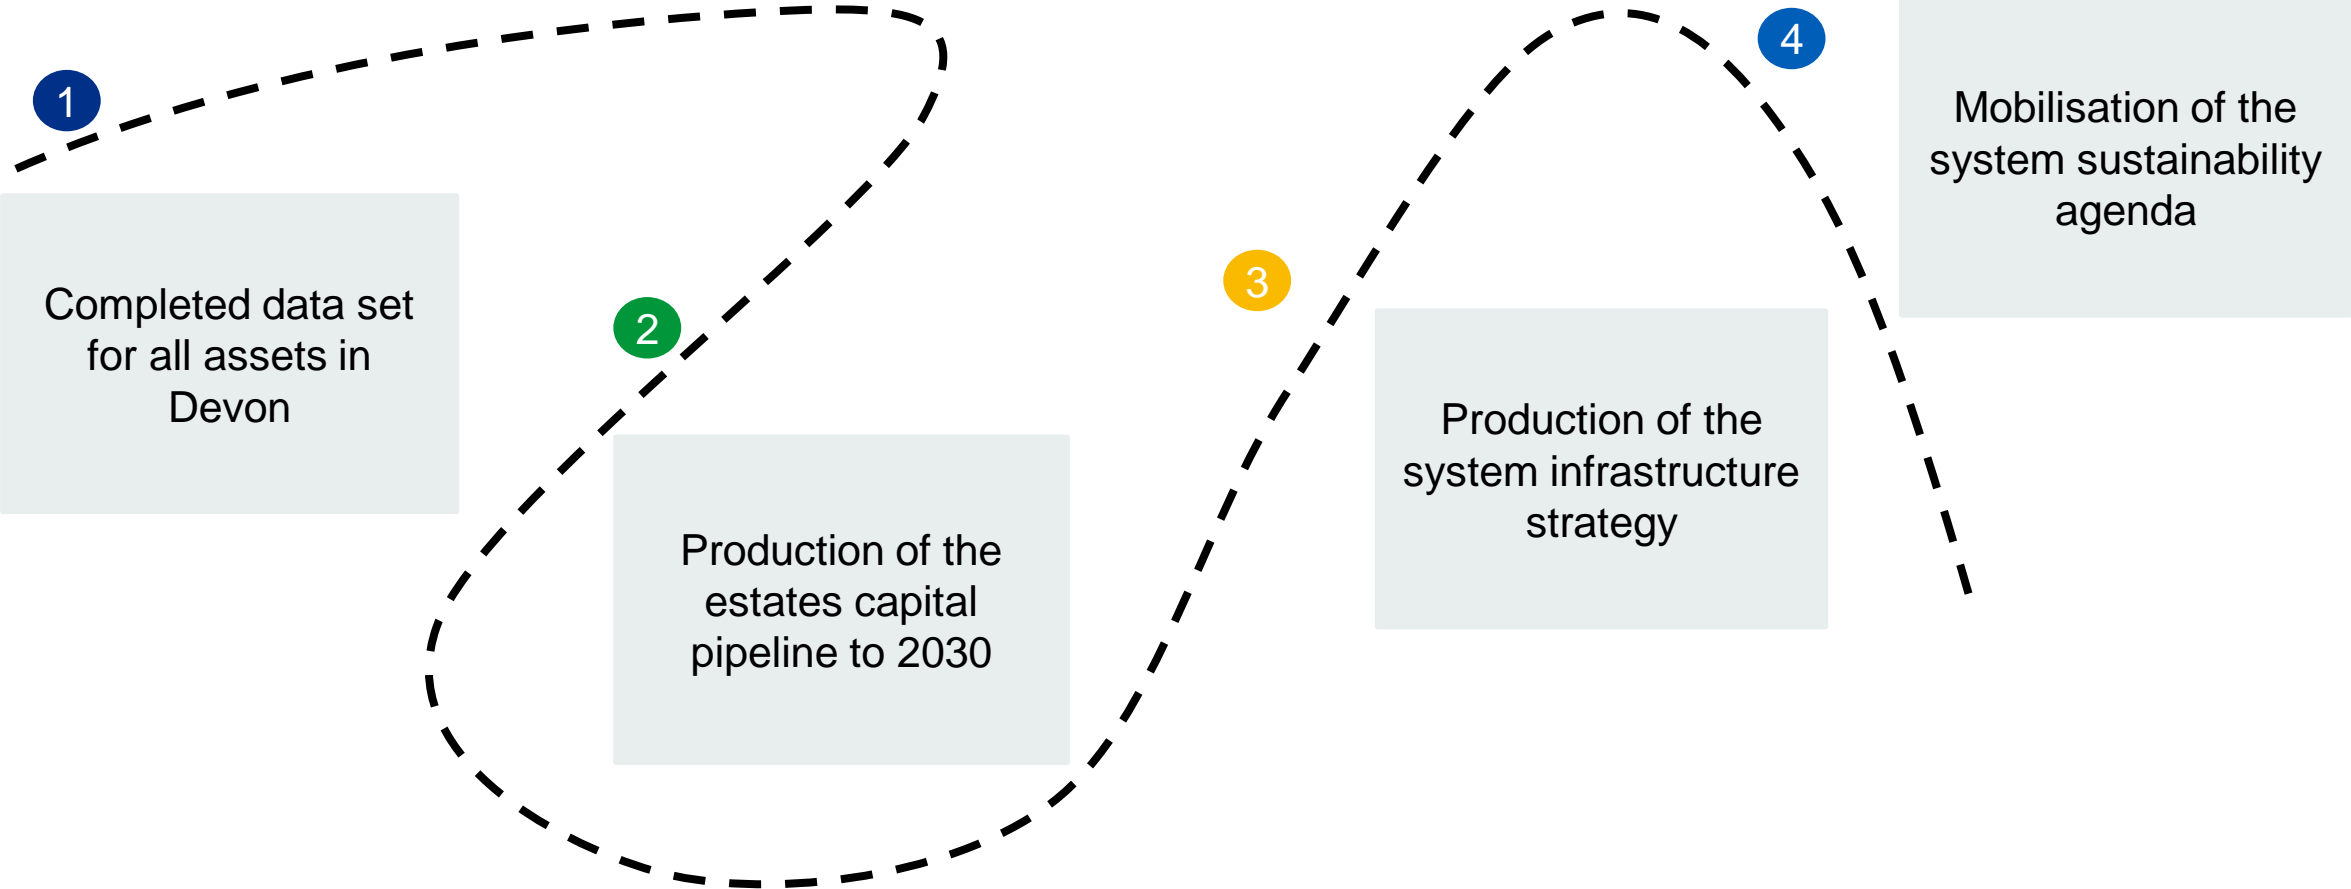 1
Completed data set
for all assets in
Devon
2
Production of the
estates capital
pipeline to 2030
3
Production of the
system infrastructure
strategy
4
Mobilisation of the
system sustainability
agenda